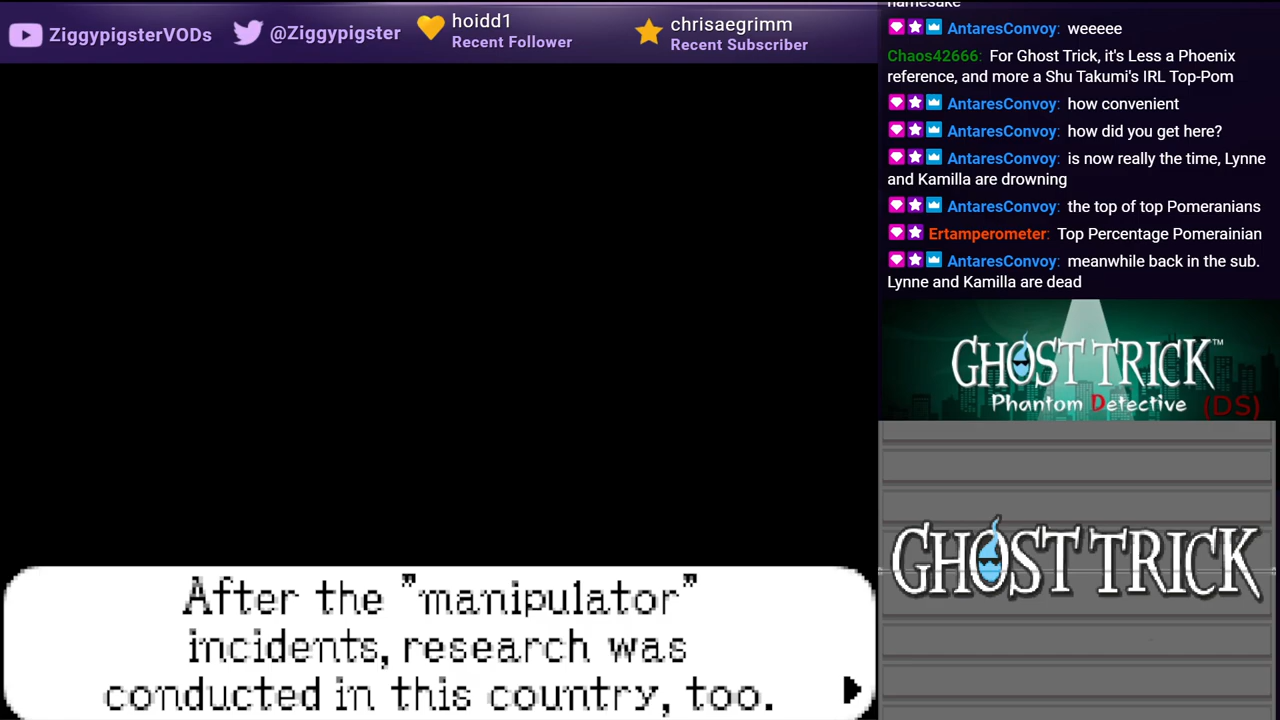 ZiggypigsterVODs
@Ziggypigster
hoidd1
Recent Follower
chrisaegrimm
Recent Subscriber
namesake
AntaresConvoy: weeeee
Chaos42666: For Ghost Trick, it's Less a Phoenix
reference, and more a Shu Takumi's IRL Top-Pom
AntaresConvoy: how convenient
AntaresConvoy: how did you get here?
AntaresConvoy: is now really the time, Lynne
and Kamilla are drowning
AntaresConvoy: the top of top Pomeranians
Ertamperometer: Top Percentage Pomerainian
AntaresConvoy: meanwhile back in the sub.
Lynne and Kamilla are dead
GHOST TRICK™
Phantom Detective (DS)
GHOST TRICK
After the "manipulator"
incidents, research was
conducted in this country, too.